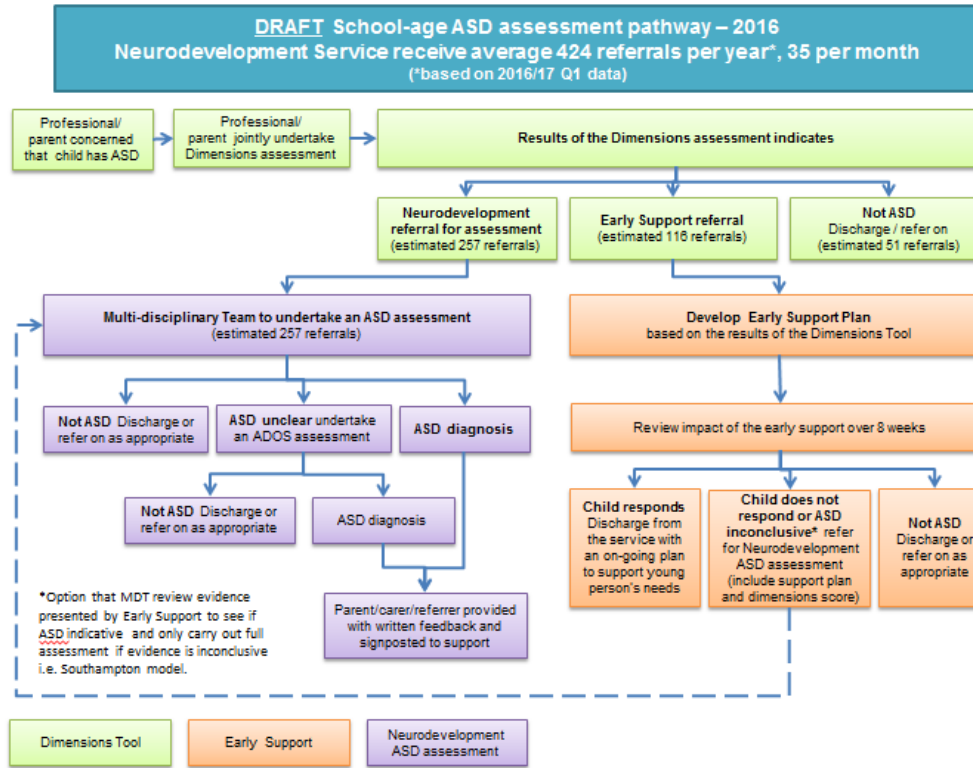 DRAFT School-age ASD assessment pathway – 2016
Neurodevelopment Service receive average 424 referrals per year*, 35 per month
(*based on 2016/17 Q1 data)
Professional/
parent concerned
that child has ASD
Professional/
parent jointly undertake
Dimensions assessment
Results of the Dimensions assessment indicates
Neurodevelopment
referral for assessment
(estimated 257 referrals)
Early Support referral
(estimated 116 referrals)
Not ASD
Discharge / refer on
(estimated 51 referrals)
Multi-disciplinary Team to undertake an ASD assessment
(estimated 257 referrals)
Develop Early Support Plan
based on the results of the Dimensions Tool
Not ASD Discharge or
refer on as appropriate
ASD unclear undertake
an ADOS assessment
ASD diagnosis
Review impact of the early support over 8 weeks
Not ASD Discharge or
refer on as appropriate
ASD diagnosis
Child responds
Discharge from
the service with
an on-going plan
to support young
person's needs
Child does not
respond or ASD
inconclusive* refer
for Neurodevelopment
ASD assessment
(include support plan
and dimensions score)
Not ASD
Discharge or
refer on as
appropriate
*Option that MDT review evidence
presented by Early Support to see if
ASD indicative and only carry out full
assessment if evidence is inconclusive
i.e. Southampton model.
Parent/carer/referrer provided
with written feedback and
signposted to support
Dimensions Tool
Early Support
Neurodevelopment
ASD assessment